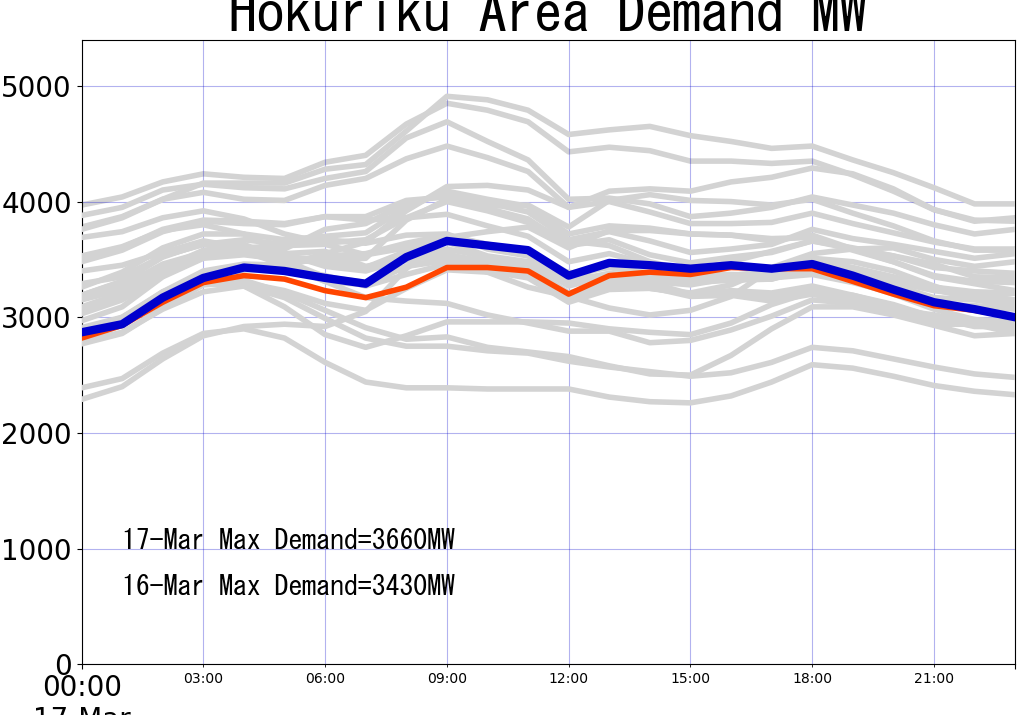 Hokuriku Area Demand MW
5000
4000
3000
2000
1000
0
17-Mar Max Demand=3660MW
16-Mar Max Demand=3430MW
00:00 03:00 06:00 09:00 12:00 15:00 18:00 21:00
17-Mar